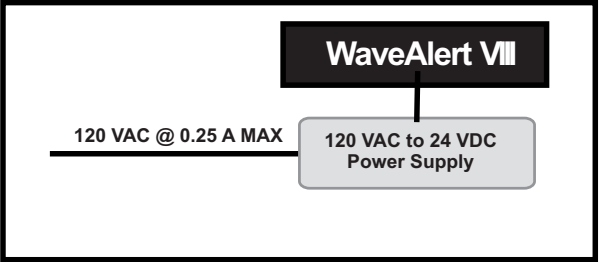 WaveAlert VIII
120 VAC @ 0.25 A MAX
120 VAC to 24 VDC
Power Supply